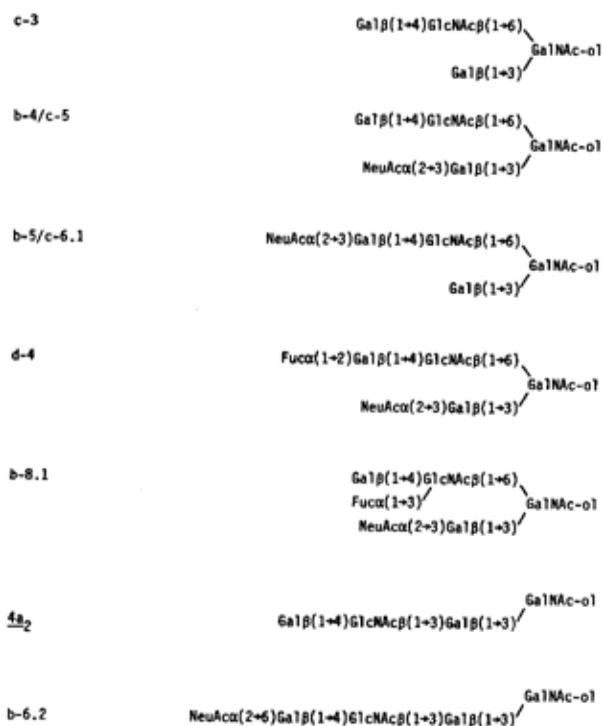 c-3
Galβ(1→4)GlcNAcβ(1→6)
GalNAc-ol
Galβ(1→3)
b-4/c-5
Galβ(1→4)GlcNAcβ(1→6)
GalNAc-ol
NeuAcα(2→3)Galβ(1→3)
b-5/c-6.1
NeuAcα(2→3)Galβ(1→4)GlcNAcβ(1→6)
GalNAc-ol
Galβ(1→3)
d-4
Fucα(1→2)Galβ(1→4)GlcNAcβ(1→6)
GalNAc-ol
NeuAcα(2→3)Galβ(1→3)
b-8.1
Galβ(1→4)GlcNAcβ(1→6)
Fucα(1→3)
GalNAc-ol
NeuAcα(2→3)Galβ(1→3)
GalNAc-ol
4a2
Galβ(1→4)GlcNAcβ(1→3)Galβ(1→3)
GalNAc-ol
b-6.2
NeuAcα(2→6)Galβ(1→4)GlcNAcβ(1→3)Galβ(1→3)